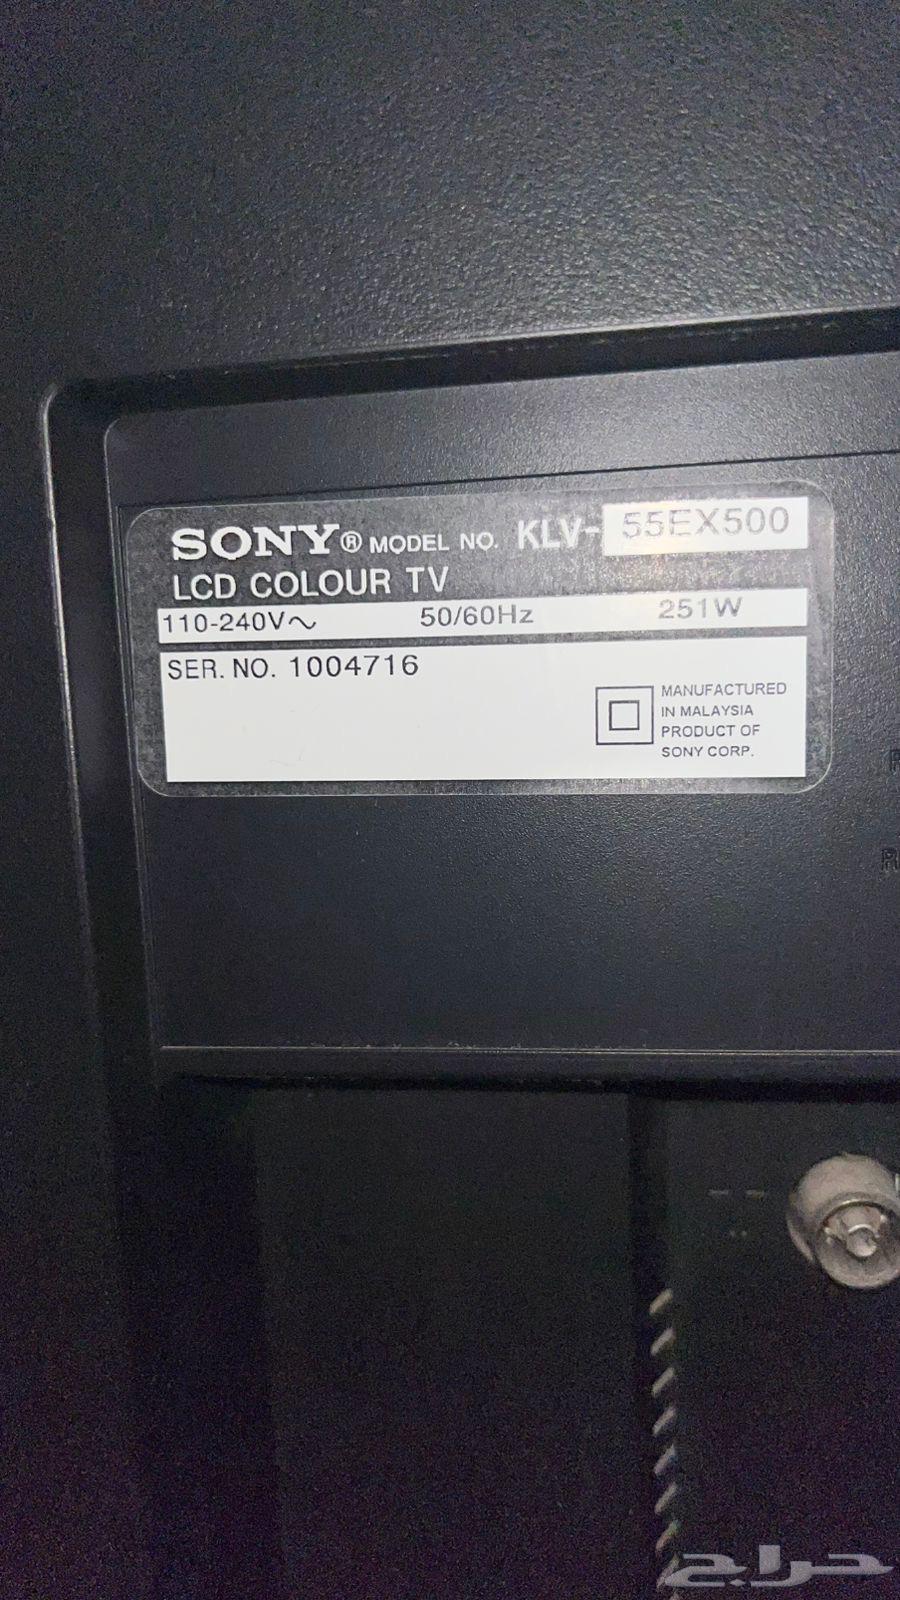 SONY® MODEL NO. KLV-55EX500
LCD COLOUR TV
110-240V~ 50/60Hz 251W
SER. NO. 1004716
MANUFACTURED
IN MALAYSIA
PRODUCT OF
SONY CORP.
حراج